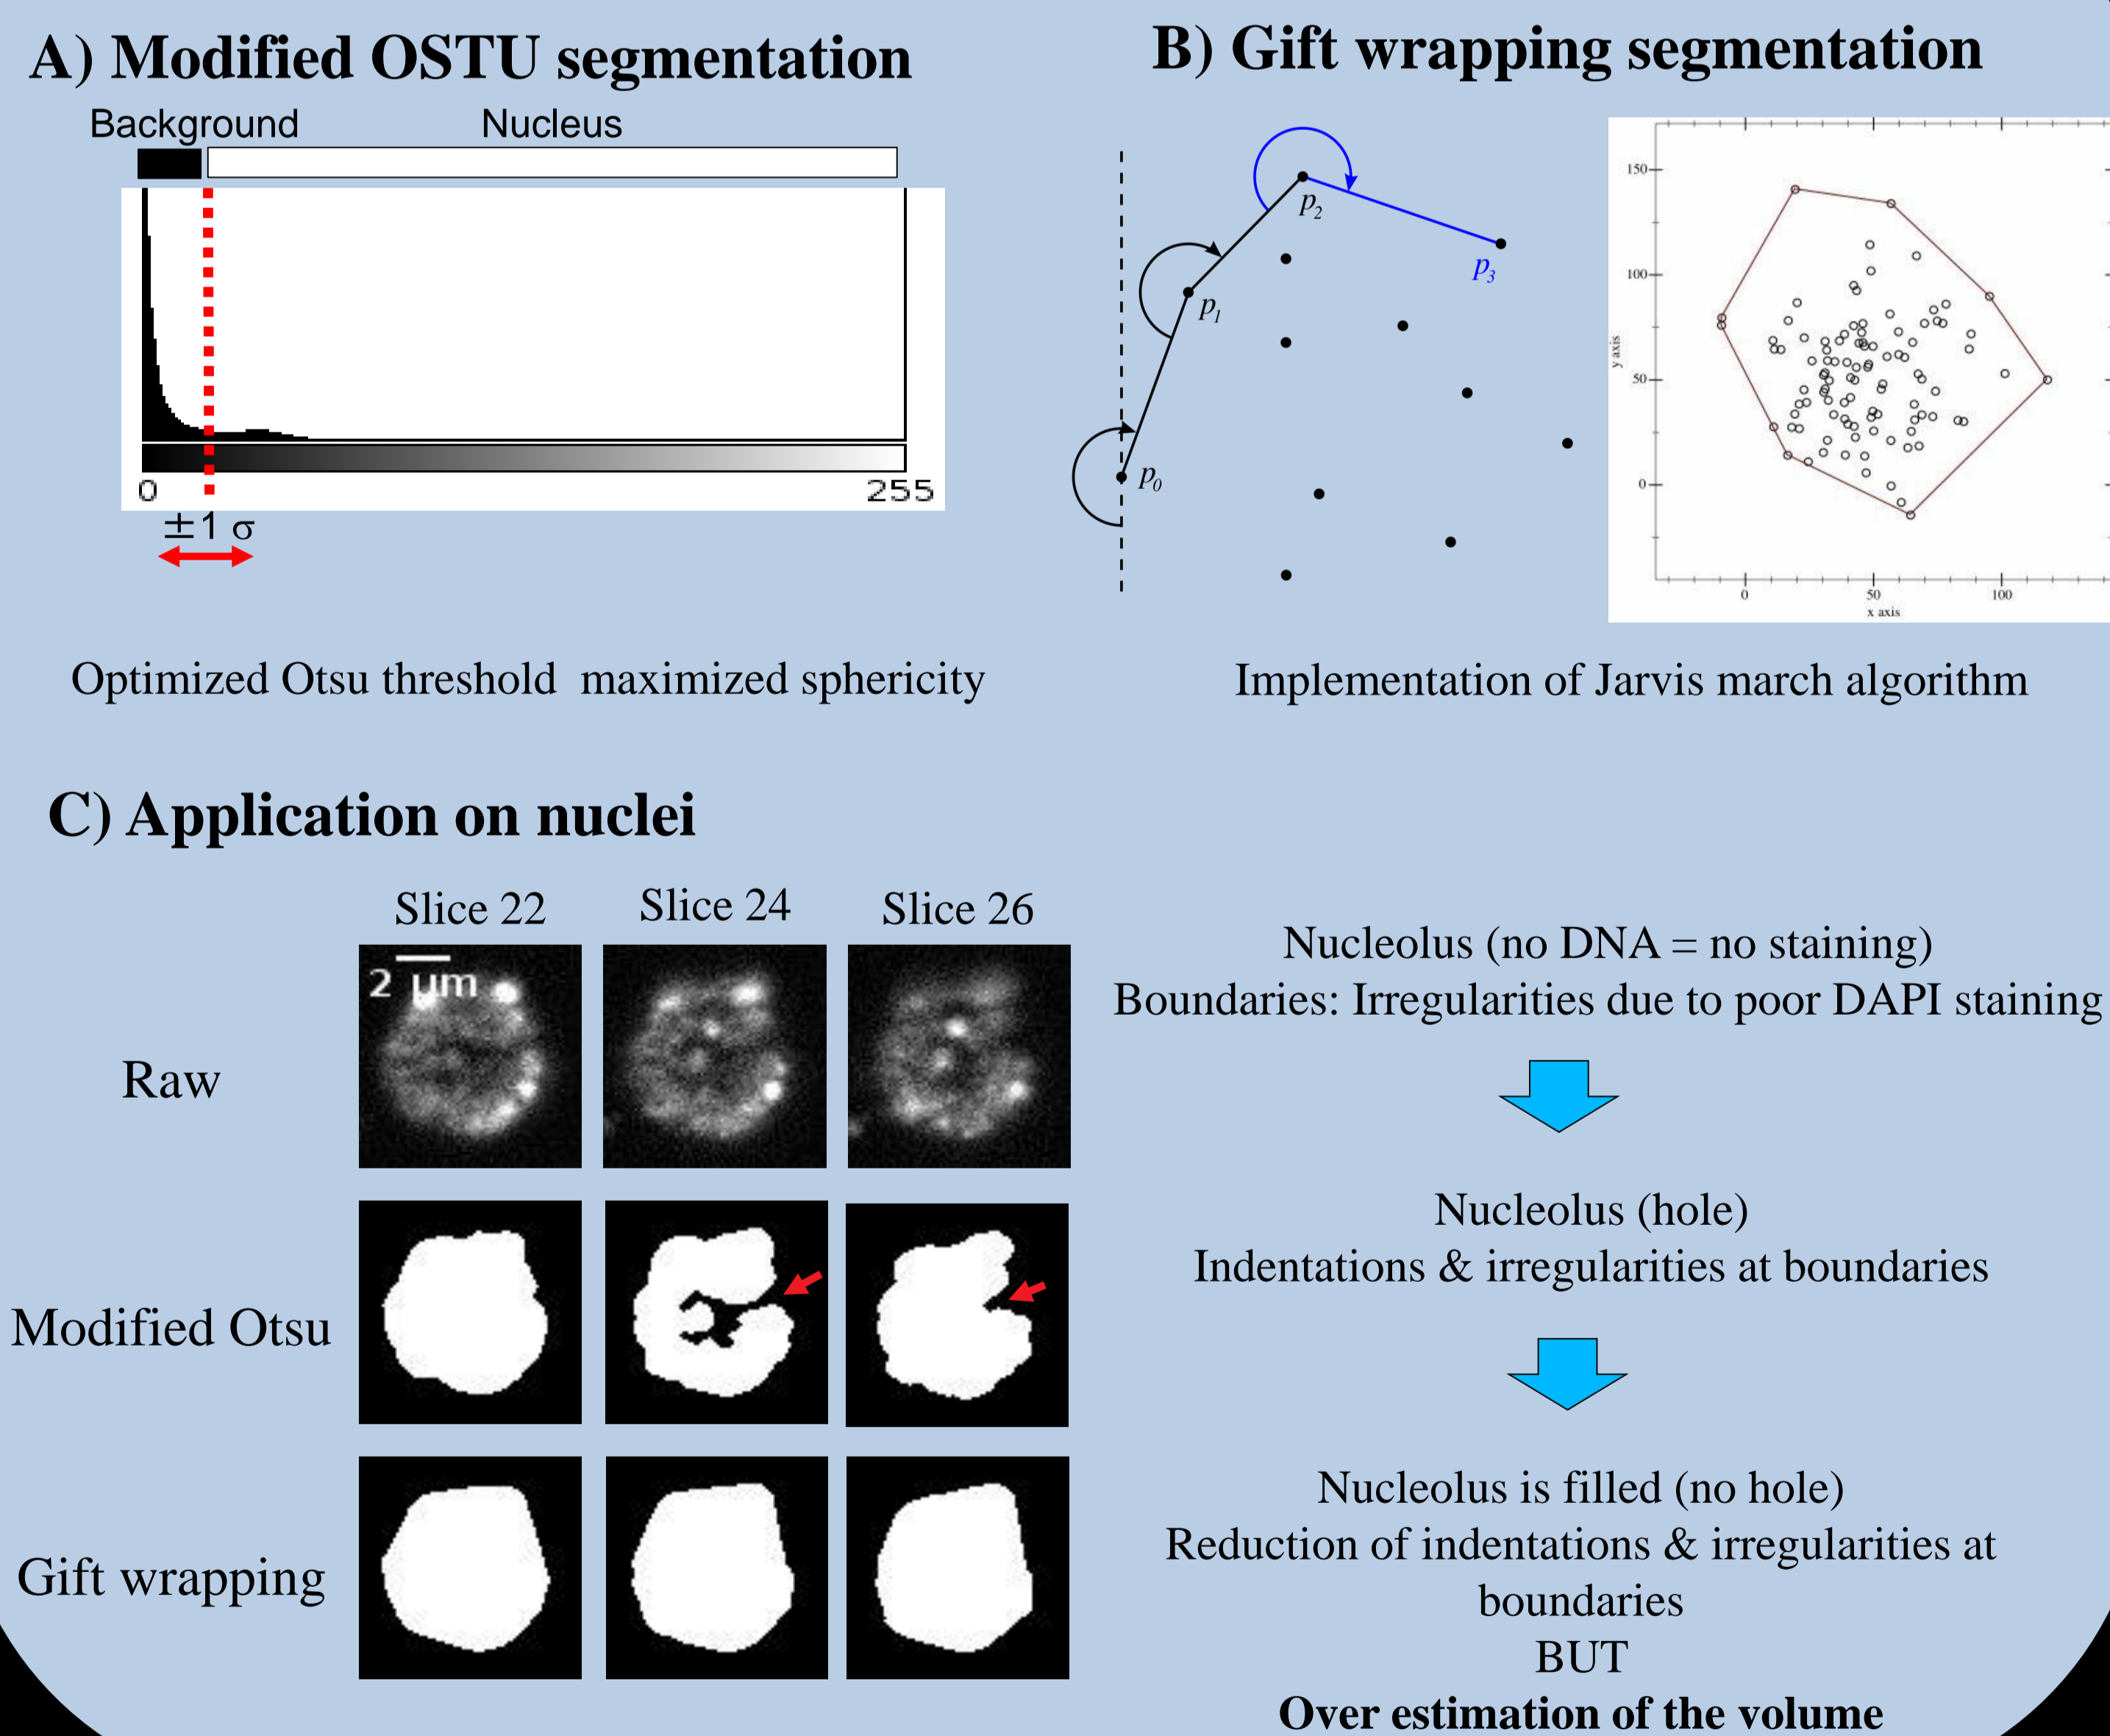 A) Modified OSTU segmentation
Background
Nucleus
0
255
±1 σ
Optimized Otsu threshold maximized sphericity
B) Gift wrapping segmentation
p0
p1
p2
p3
150
100
50
0
y axis
0
50
100
x axis
Implementation of Jarvis march algorithm
C) Application on nuclei
Slice 22
Slice 24
Slice 26
2 µm
Raw
Modified Otsu
Gift wrapping
Nucleolus (no DNA = no staining)
Boundaries: Irregularities due to poor DAPI staining
Nucleolus (hole)
Indentations & irregularities at boundaries
Nucleolus is filled (no hole)
Reduction of indentations & irregularities at
boundaries
BUT
Over estimation of the volume